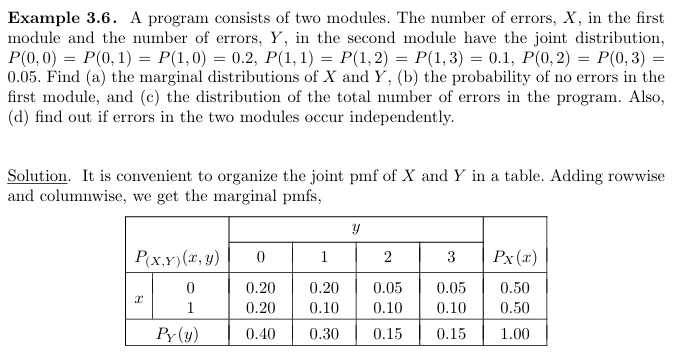 Example 3.6. A program consists of two modules. The number of errors, X, in the first
module and the number of errors, Y, in the second module have the joint distribution,
P(0, 0) = P(0, 1) = P(1, 0) = 0.2, P(1, 1) = P(1, 2) = P(1, 3) = 0.1, P(0, 2) = P(0, 3) =
0.05. Find (a) the marginal distributions of X and Y, (b) the probability of no errors in the
first module, and (c) the distribution of the total number of errors in the program. Also,
(d) find out if errors in the two modules occur independently.
Solution. It is convenient to organize the joint pmf of X and Y in a table. Adding rowwise
and columnwise, we get the marginal pmfs,
y
P(X,Y)(x, y) 0 1 2 3 PX(x)
x 0 0.20 0.20 0.05 0.05 0.50
1 0.20 0.10 0.10 0.10 0.50
PY(y) 0.40 0.30 0.15 0.15 1.00